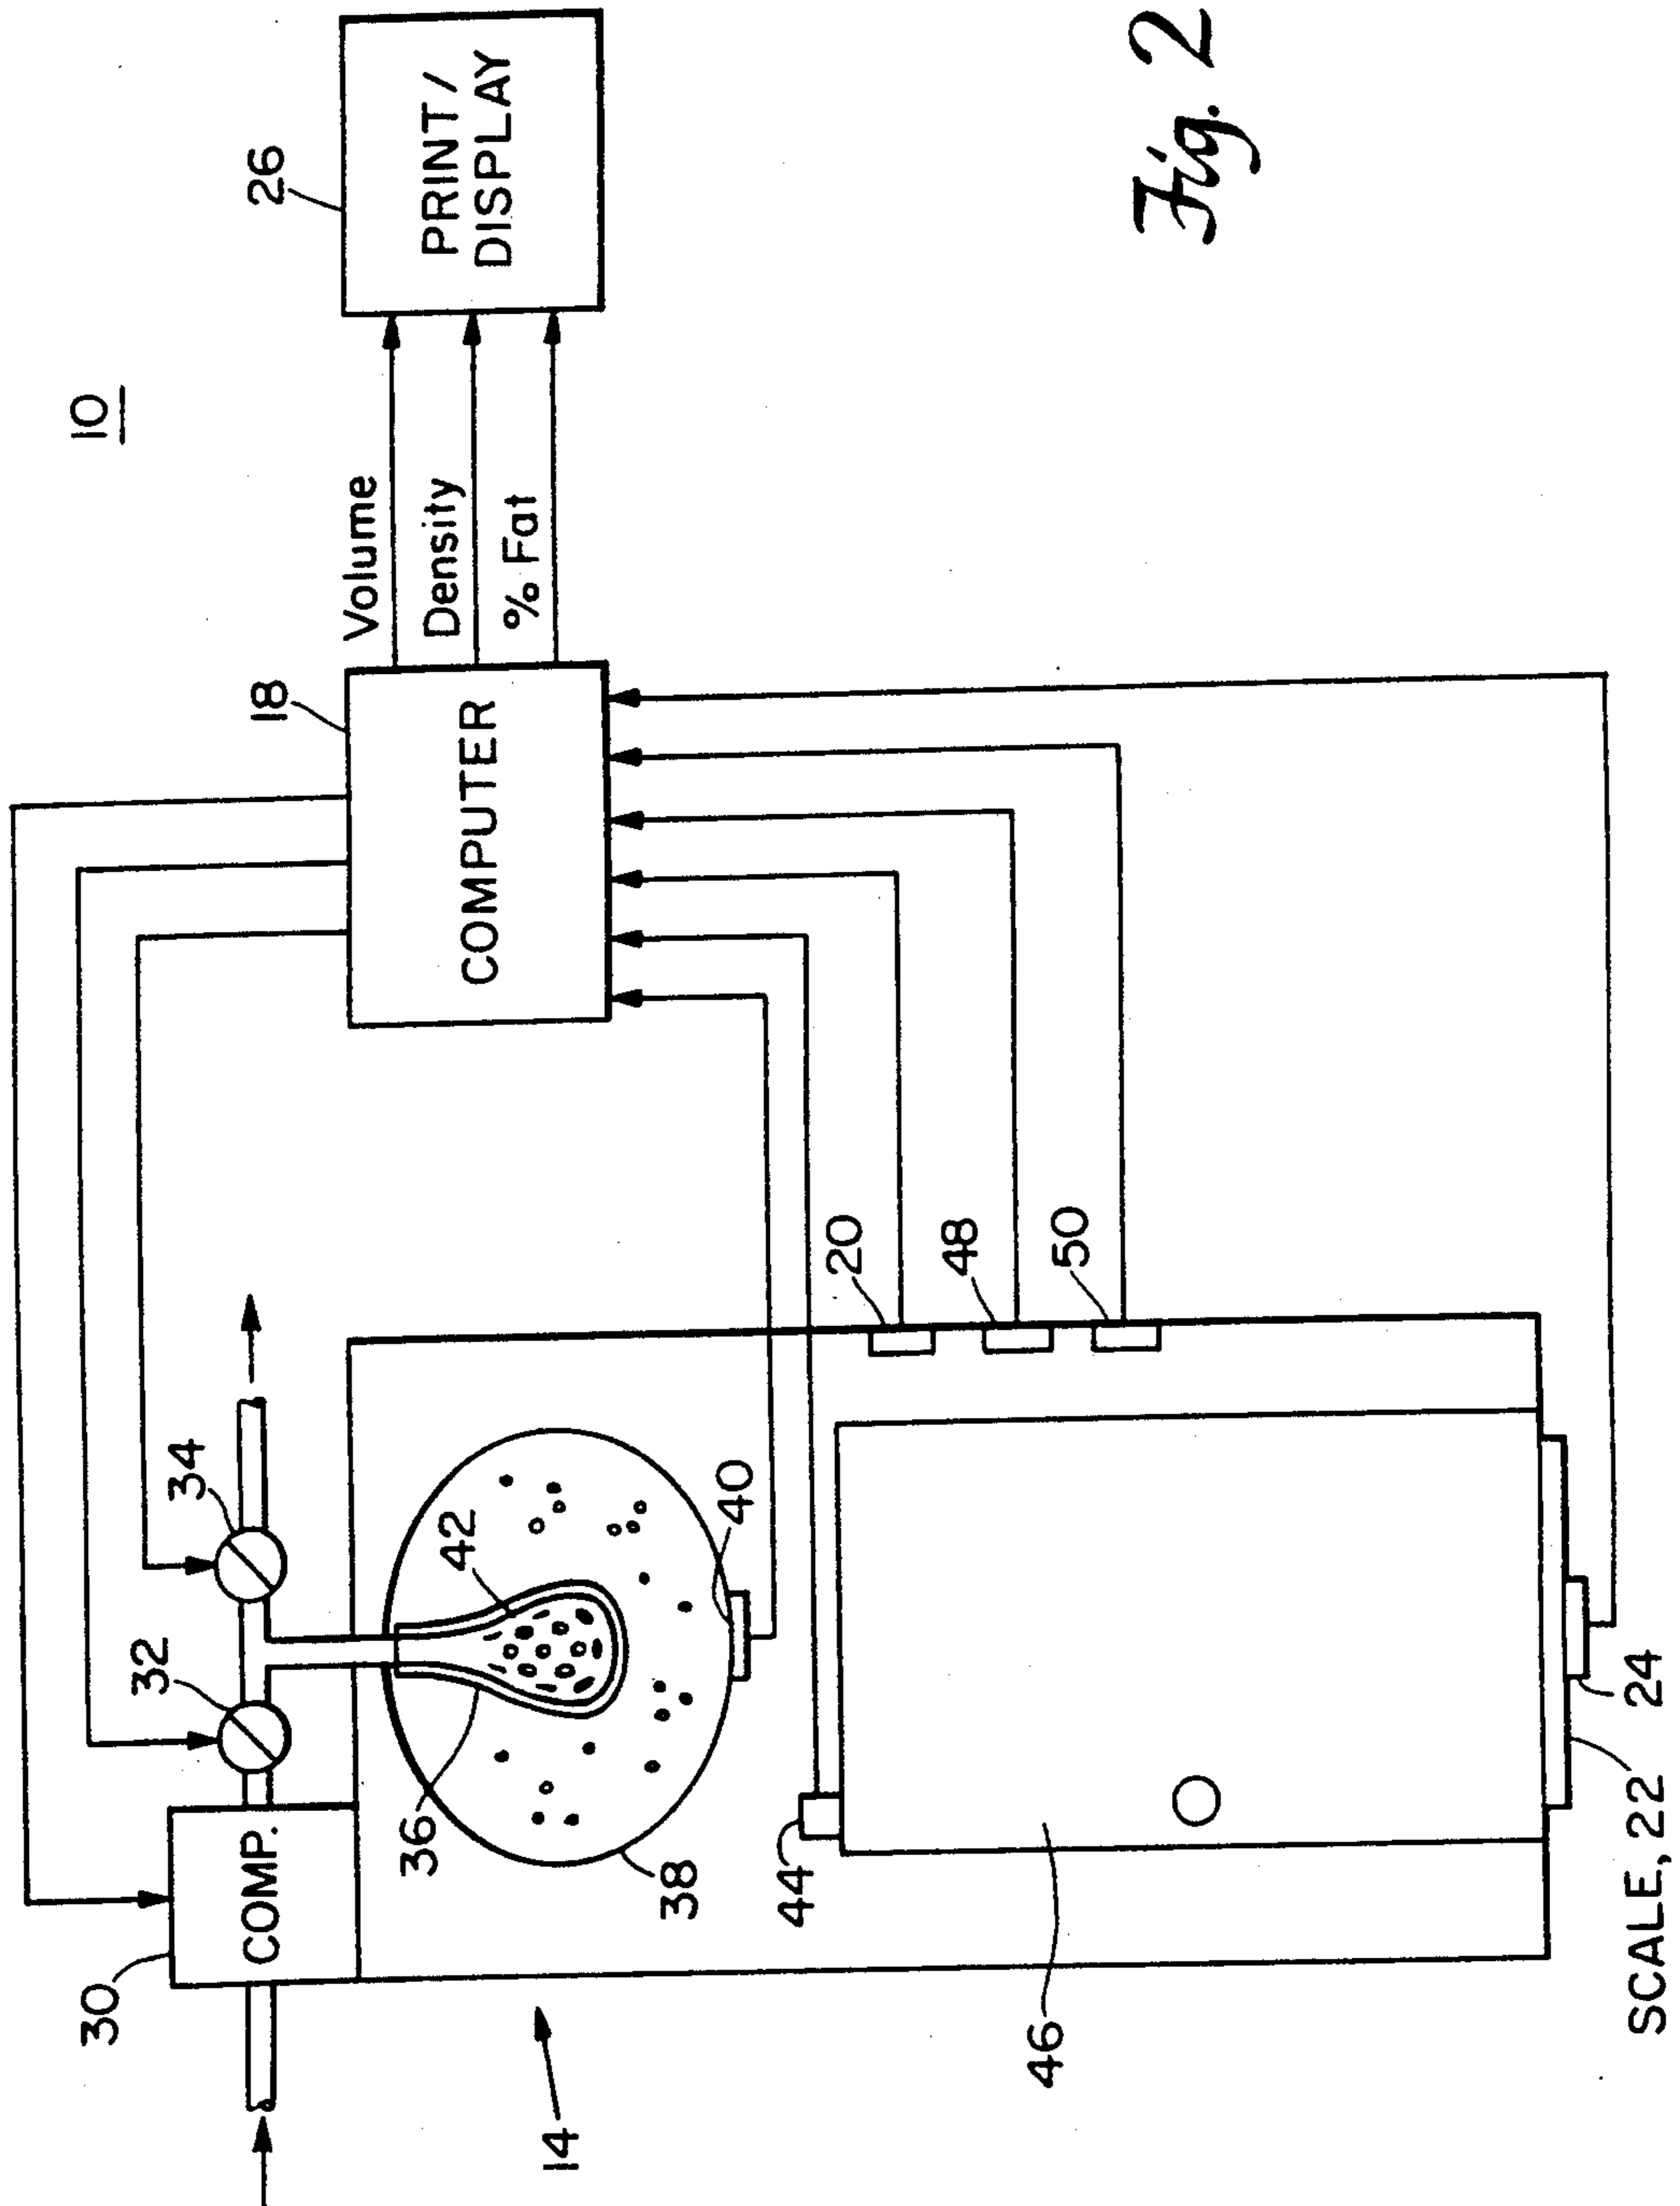 10
26
PRINT/
DISPLAY
Volume
Density
% Fat
18
COMPUTER
30
COMP.
32
34
14
36
42
38
40
44
20
48
50
46
SCALE, 22
24
Fig. 2